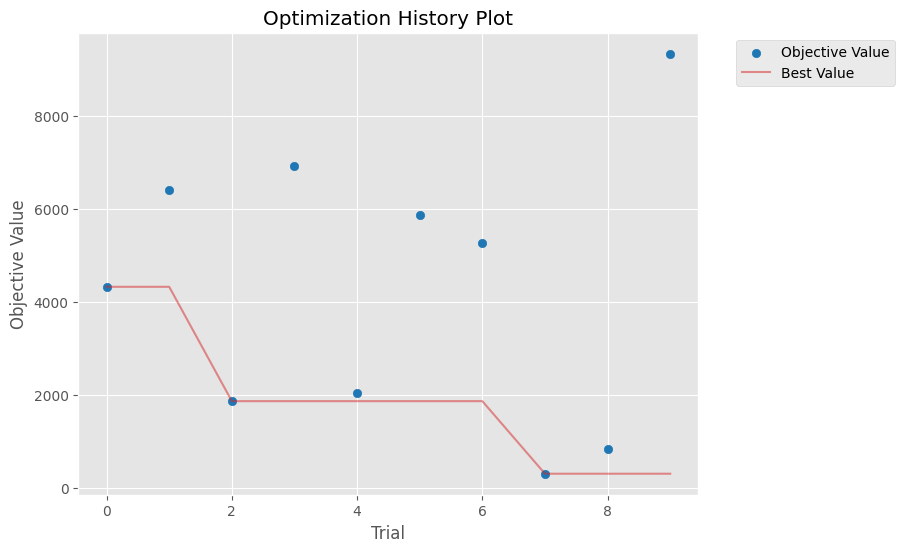 Optimization History Plot
Objective Value
Best Value
Objective Value
8000
6000
4000
2000
0
0 2 4 6 8
Trial